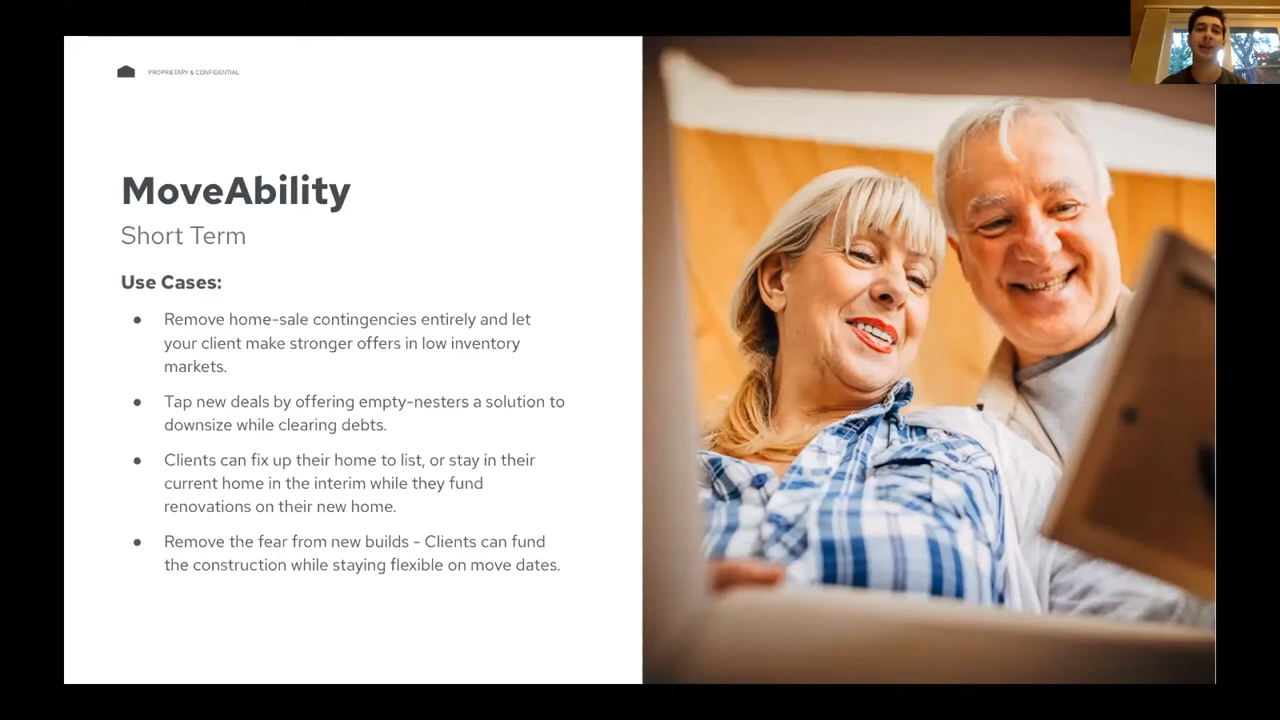 PROPRIETARY & CONFIDENTIAL
MoveAbility
Short Term
Use Cases:
● Remove home-sale contingencies entirely and let
your client make stronger offers in low inventory
markets.
● Tap new deals by offering empty-nesters a solution to
downsize while clearing debts.
● Clients can fix up their home to list, or stay in their
current home in the interim while they fund
renovations on their new home.
● Remove the fear from new builds - Clients can fund
the construction while staying flexible on move dates.